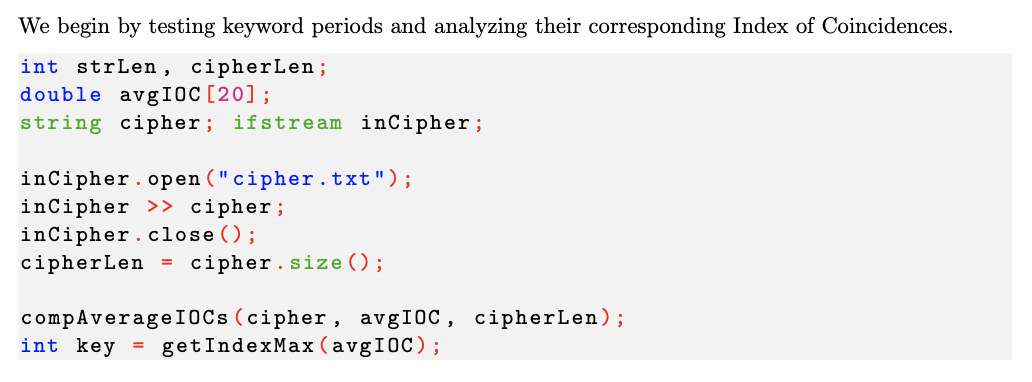 We begin by testing keyword periods and analyzing their corresponding Index of Coincidences.
int strLen, cipherLen;
double avgIOC[20];
string cipher; ifstream inCipher;
inCipher.open("cipher.txt");
inCipher >> cipher;
inCipher.close();
cipherLen = cipher.size();
compAverageIOCs(cipher, avgIOC, cipherLen);
int key = getIndexMax(avgIOC);